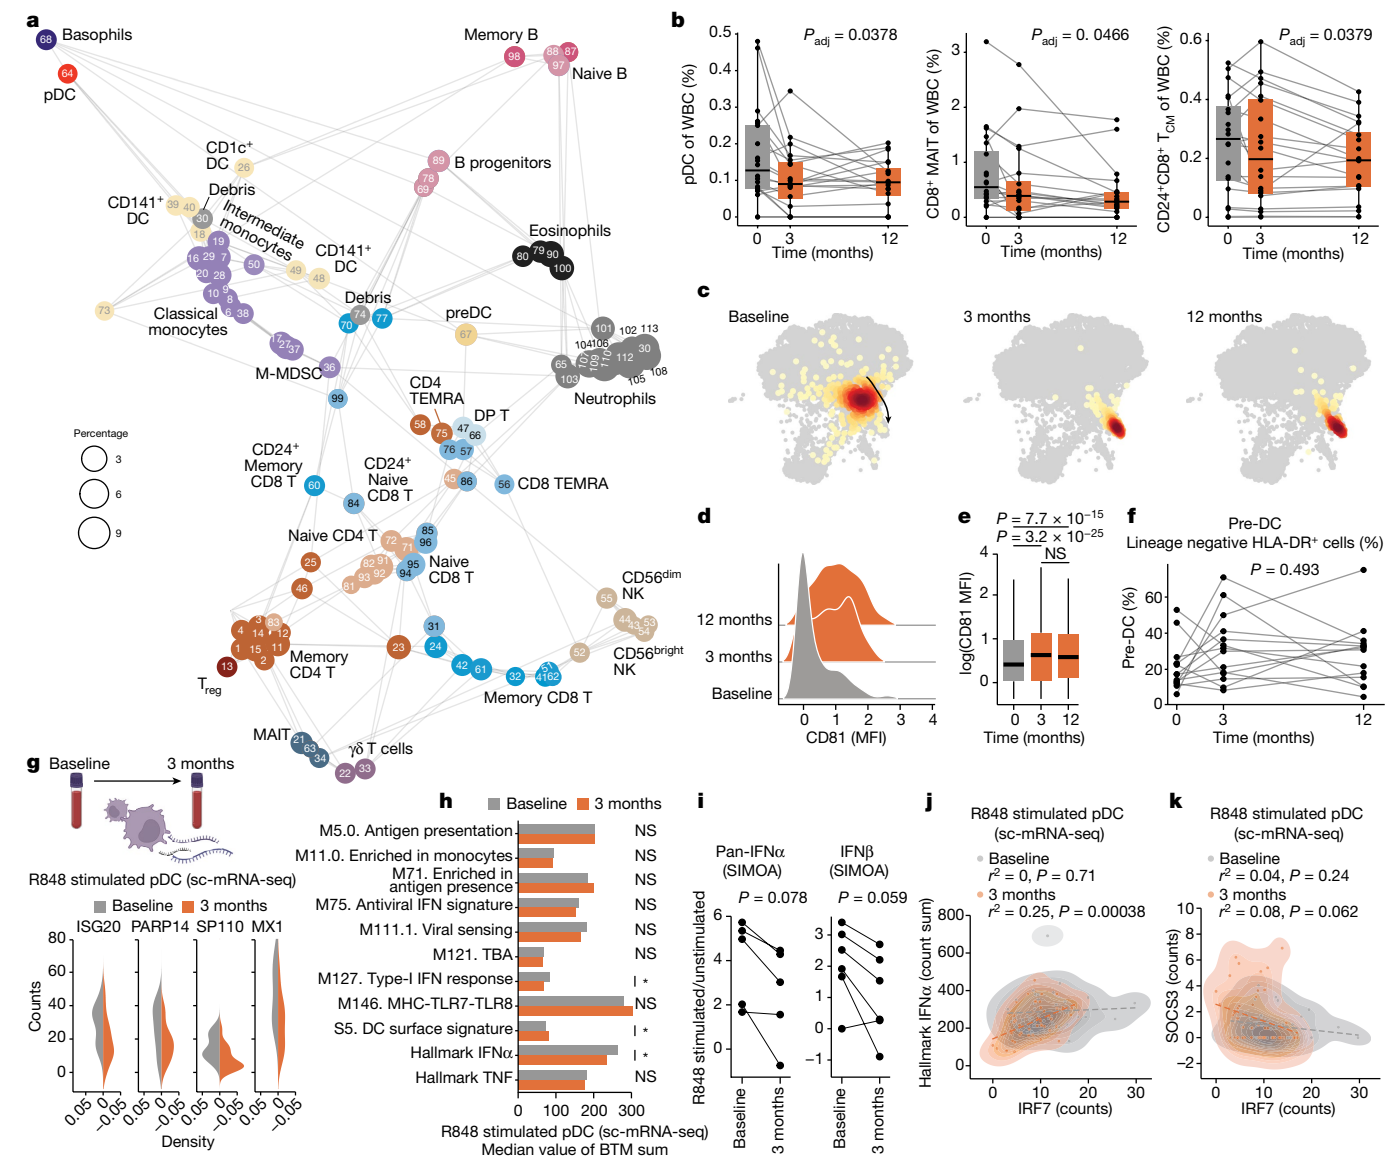 a
68 Basophils
64
pDC
Memory B
98
88
87
97
Naive B
CD1c⁺
DC
26
89
B progenitors
78
69
Debris
CD141⁺
DC
39
40
30
18
Intermediate
monocytes
19
16
29
7
20
28
50
CD141⁺
DC
49
48
10
9
8
6
38
73
Classical
monocytes
17
27
37
M-MDSC
36
Debris
74
70
77
Eosinophils
80
79
90
100
preDC
67
101
102
113
104
106
107
109
110
112
30
65
103
105
108
Neutrophils
99
CD4
TEMRA
58
75
DP T
47
66
76
57
45
86
56
CD8 TEMRA
Percentage
3
6
9
CD24⁺
Memory
CD8 T
60
CD24⁺
Naive
CD8 T
84
Naive CD4 T
72
71
85
96
Naive
CD8 T
95
94
82
91
93
92
81
25
46
3
83
4
14
12
1
15
11
2
Memory
CD4 T
13
Treg
23
31
24
42
61
32
41
62
51
Memory CD8 T
CD56dim
NK
55
44
43
53
54
52
CD56bright
NK
MAIT
21
63
34
γδ T cells
22
33
b
Padj = 0.0378
pDC of WBC (%)
0.5
0.4
0.3
0.2
0.1
0
0 3 12
Time (months)
Padj = 0. 0466
CD8⁺ MAIT of WBC (%)
3
2
1
0
0 3 12
Time (months)
Padj = 0.0379
CD24⁺CD8⁺ TCM of WBC (%)
0.6
0.4
0.2
0
0 3 12
Time (months)
c
Baseline
3 months
12 months
d
12 months
3 months
Baseline
0 1 2 3 4
CD81 (MFI)
e
P = 7.7 × 10⁻¹⁵
P = 3.2 × 10⁻²⁵
NS
log(CD81 MFI)
4
2
1
0
0 3 12
Time (months)
f
Pre-DC
Lineage negative HLA-DR⁺ cells (%)
P = 0.493
Pre-DC (%)
60
40
20
0
0 3 12
Time (months)
g
Baseline
3 months
R848 stimulated pDC (sc-mRNA-seq)
Baseline 3 months
ISG20 PARP14 SP110 MX1
Counts
80
60
40
20
0
0.05 0 -0.05 0.05 0 -0.05 0.05 0 -0.05 0.05 0 -0.05
Density
h
Baseline 3 months
M5.0. Antigen presentation NS
M11.0. Enriched in monocytes NS
M71. Enriched in
antigen presence NS
M75. Antiviral IFN signature NS
M111.1. Viral sensing NS
M121. TBA NS
M127. Type-I IFN response *
M146. MHC-TLR7-TLR8 NS
S5. DC surface signature *
Hallmark IFNα *
Hallmark TNF NS
0 100 200 300
R848 stimulated pDC (sc-mRNA-seq)
Median value of BTM sum
i
Pan-IFNα
(SIMOA)
P = 0.078
R848 stimulated/unstimulated
6
4
2
0
Baseline
3 months
IFNβ
(SIMOA)
P = 0.059
3
2
1
0
−1
Baseline
3 months
j
R848 stimulated pDC
(sc-mRNA-seq)
Baseline
r² = 0, P = 0.71
3 months
r² = 0.25, P = 0.00038
Hallmark IFNα (count sum)
800
600
400
200
0
0 10 20 30
IRF7 (counts)
k
R848 stimulated pDC
(sc-mRNA-seq)
Baseline
r² = 0.04, P = 0.24
3 months
r² = 0.08, P = 0.062
SOCS3 (counts)
10
8
6
4
2
0
−2
0 10 20 30
IRF7 (counts)